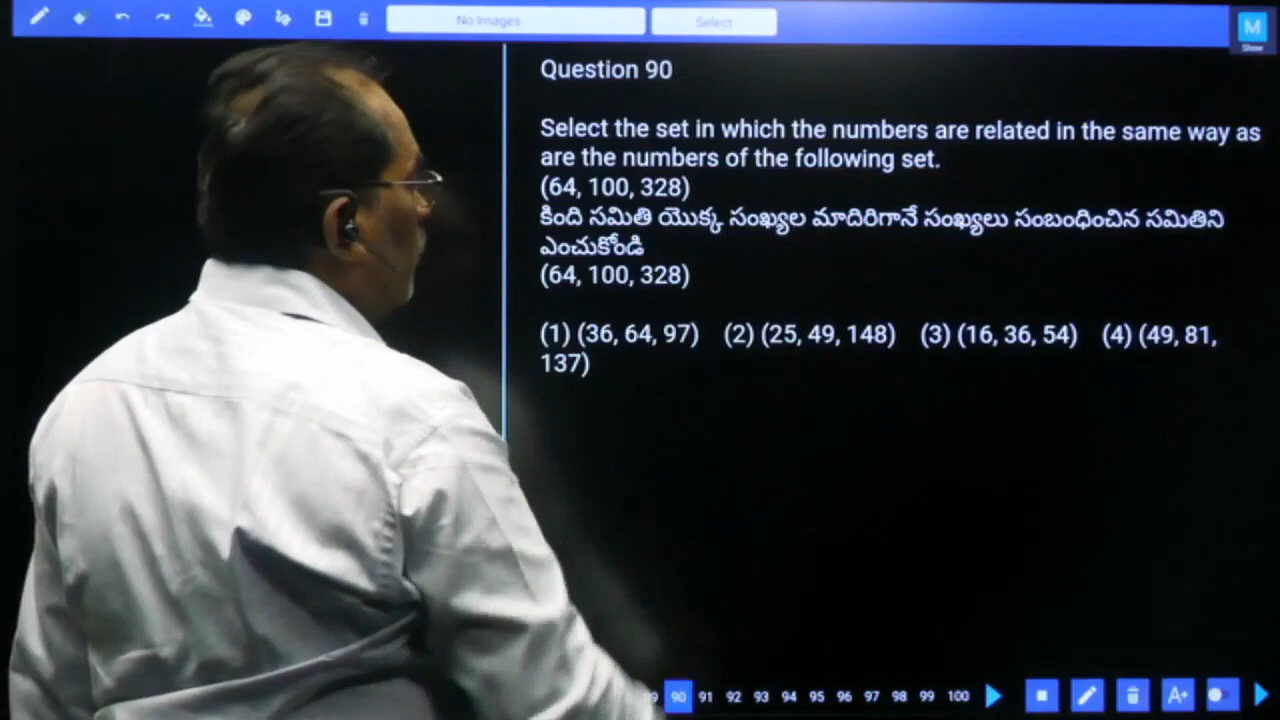 No Images Select
M
Show
Question 90
Select the set in which the numbers are related in the same way as
are the numbers of the following set.
(64, 100, 328)
కింది సమితి యొక్క సంఖ్యల మాదిరిగానే సంఖ్యలు సంబంధించిన సమితిని
ఎంచుకోండి
(64, 100, 328)
(1) (36, 64, 97) (2) (25, 49, 148) (3) (16, 36, 54) (4) (49, 81,
137)
90 91 92 93 94 95 96 97 98 99 100 A+